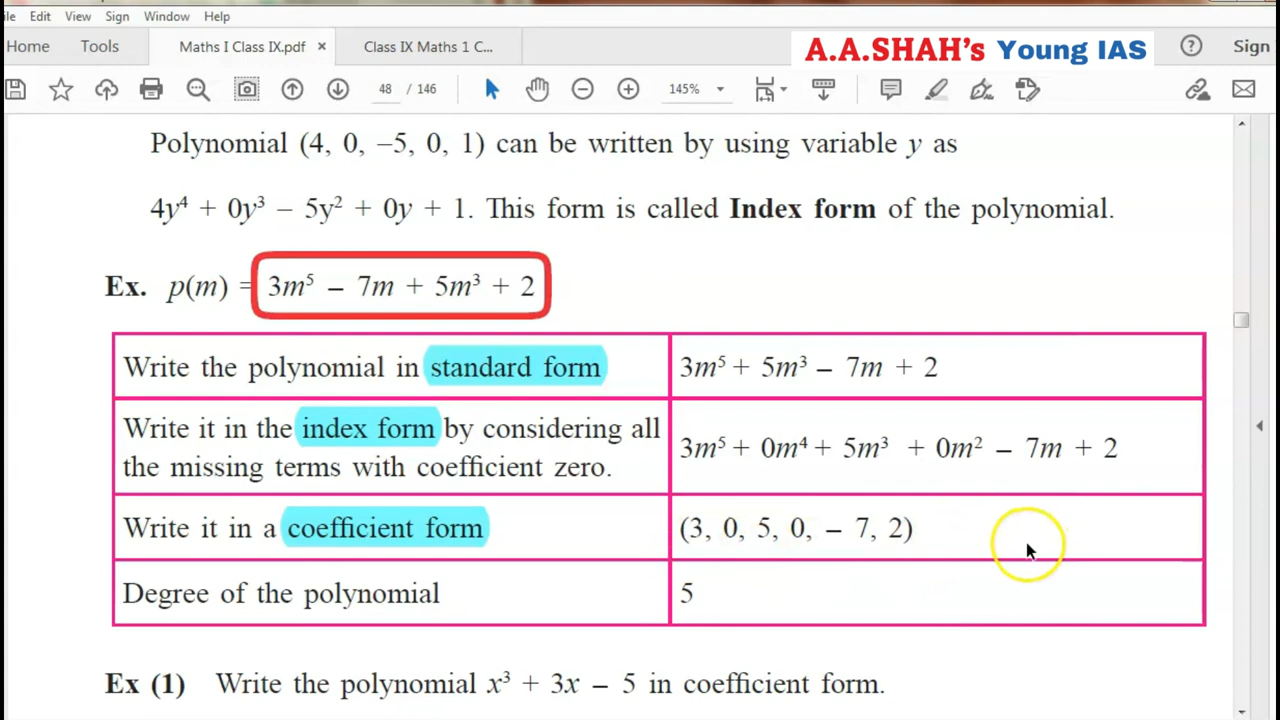 ile Edit View Sign Window Help
Home Tools Maths I Class IX.pdf × Class IX Maths 1 C... A.A.SHAH's Young IAS ? Sign
48 / 146 145%
Polynomial (4, 0, –5, 0, 1) can be written by using variable y as
4y⁴ + 0y³ – 5y² + 0y + 1. This form is called Index form of the polynomial.
Ex. p(m) = 3m⁵ – 7m + 5m³ + 2
Write the polynomial in standard form 3m⁵ + 5m³ – 7m + 2
Write it in the index form by considering all
the missing terms with coefficient zero. 3m⁵ + 0m⁴ + 5m³ + 0m² – 7m + 2
Write it in a coefficient form (3, 0, 5, 0, – 7, 2)
Degree of the polynomial 5
Ex (1) Write the polynomial x³ + 3x – 5 in coefficient form.